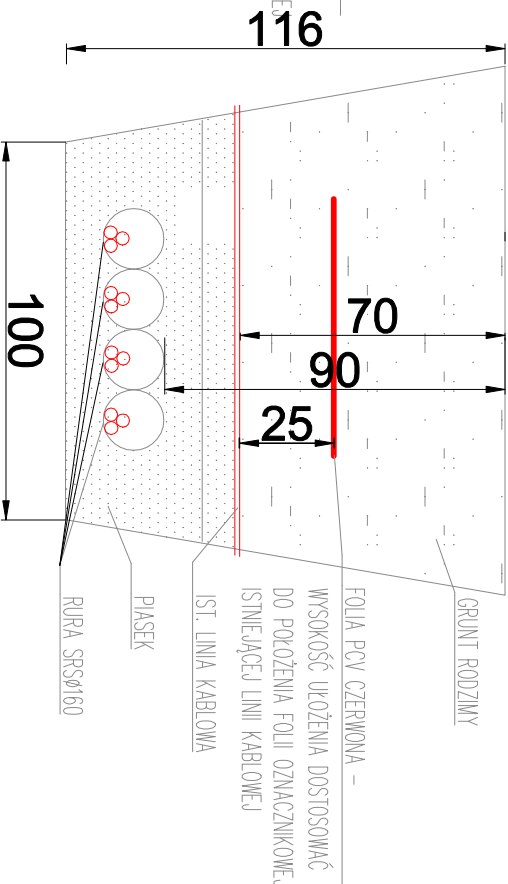 116
70
90
25
100
GRUNT RODZIMY
FOLIA PCV CZERWONA –
WYSOKOŚĆ UŁOŻENIA DOSTOSOWAĆ
DO POŁOŻENIA FOLII OZNACZNIKOWEJ
ISTNIEJĄCEJ LINII KABLOWEJ
IST. LINIA KABLOWA
PIASEK
RURA SRSØ160